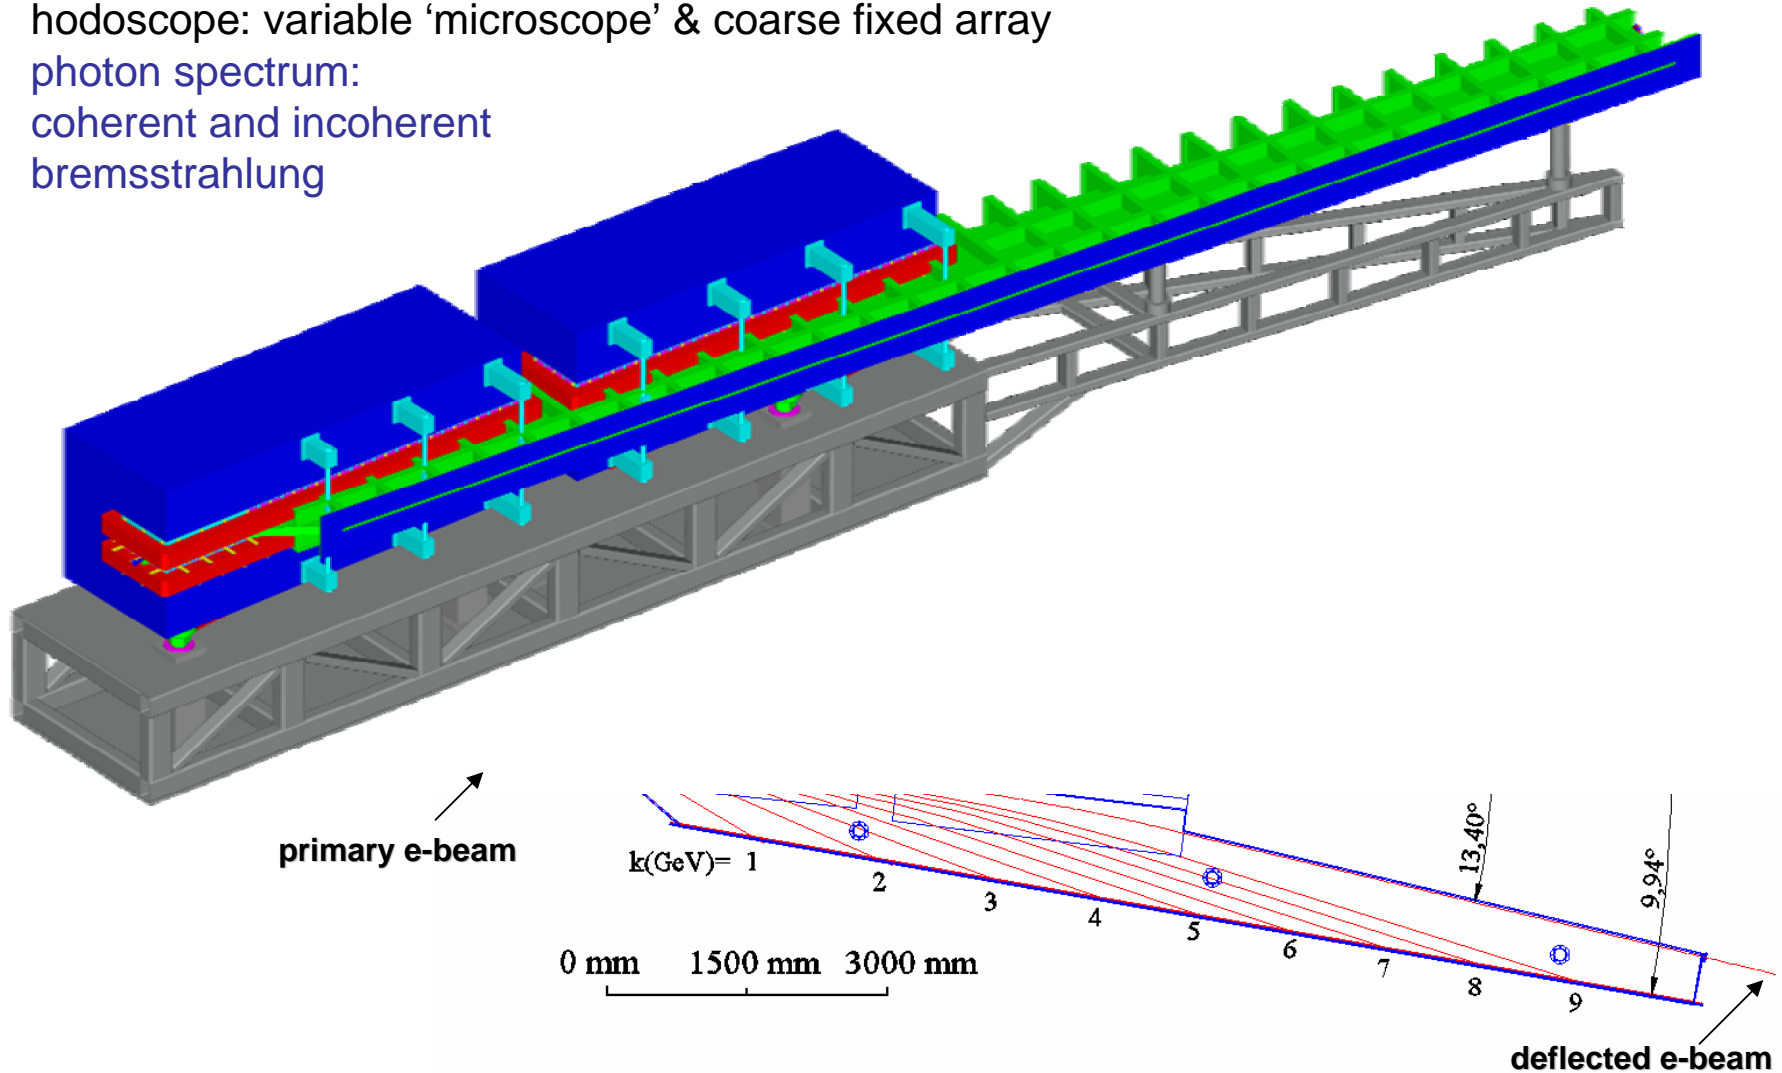 hodoscope: variable ‘microscope’ & coarse fixed array
photon spectrum:
coherent and incoherent
bremsstrahlung
primary e-beam
k(GeV)= 1
2
3
4
5
6
7
8
9
13,40°
9,94°
0 mm 1500 mm 3000 mm
deflected e-beam